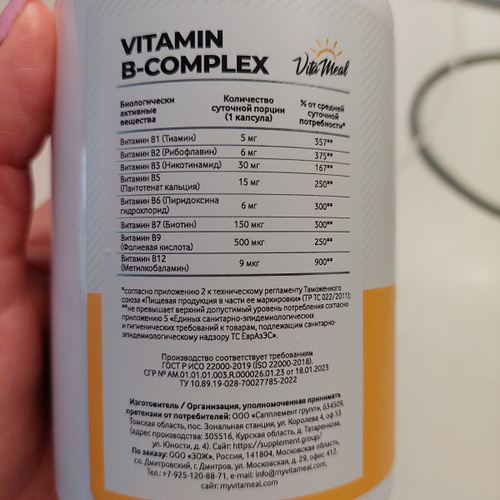 VITAMIN
B-COMPLEX
VitaMeal
Биологически
активные
вещества
Количество
суточной порции
(1 капсула)
% от средней
суточной
потребности*
Витамин B1 (Тиамин) 5 мг 357**
Витамин B2 (Рибофлавин) 6 мг 375**
Витамин B3 (Никотинамид) 30 мг 167**
Витамин B5
(Пантотенат кальция) 15 мг 250**
Витамин B6 (Пиридоксина
гидрохлорид) 6 мг 300**
Витамин B7 (Биотин) 150 мкг 300**
Витамин B9
(Фолиевая кислота) 500 мкг 250**
Витамин B12
(Метилкобаламин) 9 мкг 900**
*согласно приложению 2 к техническому регламенту Таможенного
союза «Пищевая продукция в части ее маркировки» (ТР ТС 022/2011);
**не превышает верхний допустимый уровень потребления согласно
приложению 5 «Единых санитарно-эпидемиологических
и гигиенических требований к товарам, подлежащим санитарно-
эпидемиологическому надзору ТС ЕврАзЭС».
Производство соответствует требованиям
ГОСТ Р ИСО 22000-2019 (ISO 22000-2018).
СГР № AM.01.01.01.003.R.000026.01.23 от 18.01.2023
ТУ 10.89.19-028-70027785-2022
Изготовитель / Организация, уполномоченная принимать
претензии от потребителей: ООО «Сапплемент групп», 634509,
Томская область, пос. Зональная станция, ул. Королева 4, оф 53
(адрес производства: 305516, Курская область, д. Татаренкова,
ул. Юности, д. 4). Сайт: https://supplement.group/
По заказу: ООО «ЗОЖ», Россия, 141804, Московская область,
г.о. Дмитровский, г. Дмитров, ул. Московская, д. 29, офис 412.
Тел.: +7-925-120-88-71, e-mail: info@myvitameal.com,
сайт: myvitameal.com